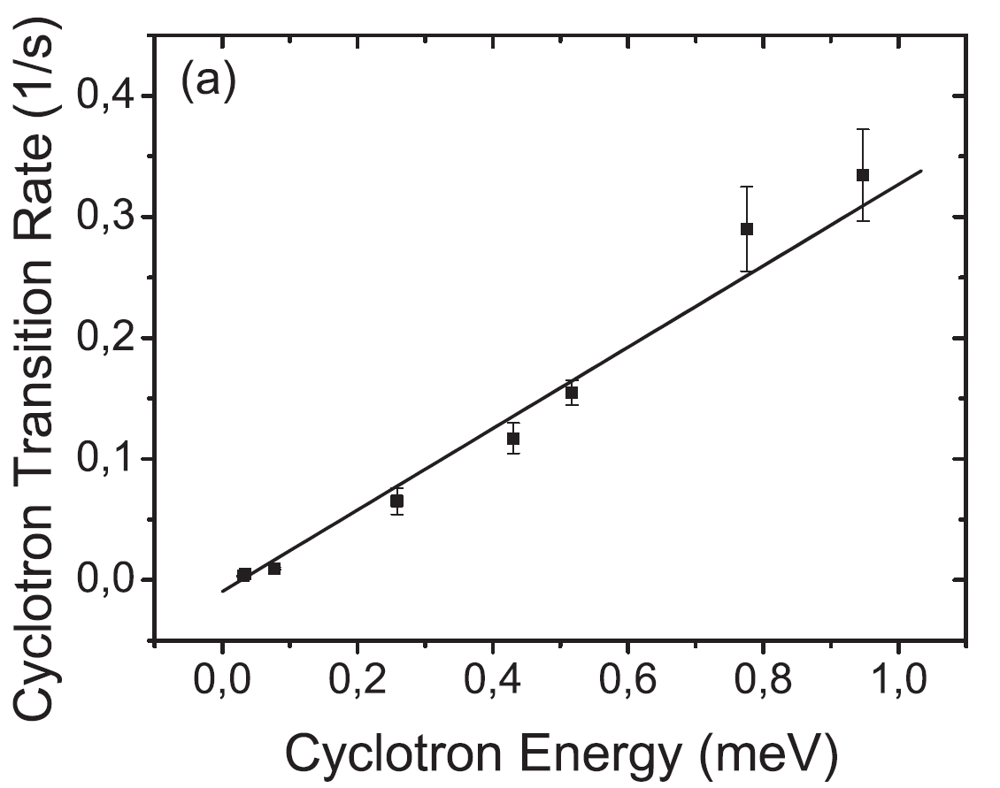 (a)
Cyclotron Transition Rate (1/s)
0,4
0,3
0,2
0,1
0,0
0,0 0,2 0,4 0,6 0,8 1,0
Cyclotron Energy (meV)